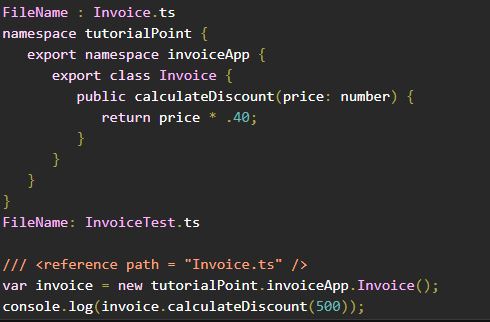 FileName : Invoice.ts
namespace tutorialPoint {
   export namespace invoiceApp {
      export class Invoice {
         public calculateDiscount(price: number) {
            return price * .40;
         }
      }
   }
}
FileName: InvoiceTest.ts

/// <reference path = "Invoice.ts" />
var invoice = new tutorialPoint.invoiceApp.Invoice();
console.log(invoice.calculateDiscount(500));